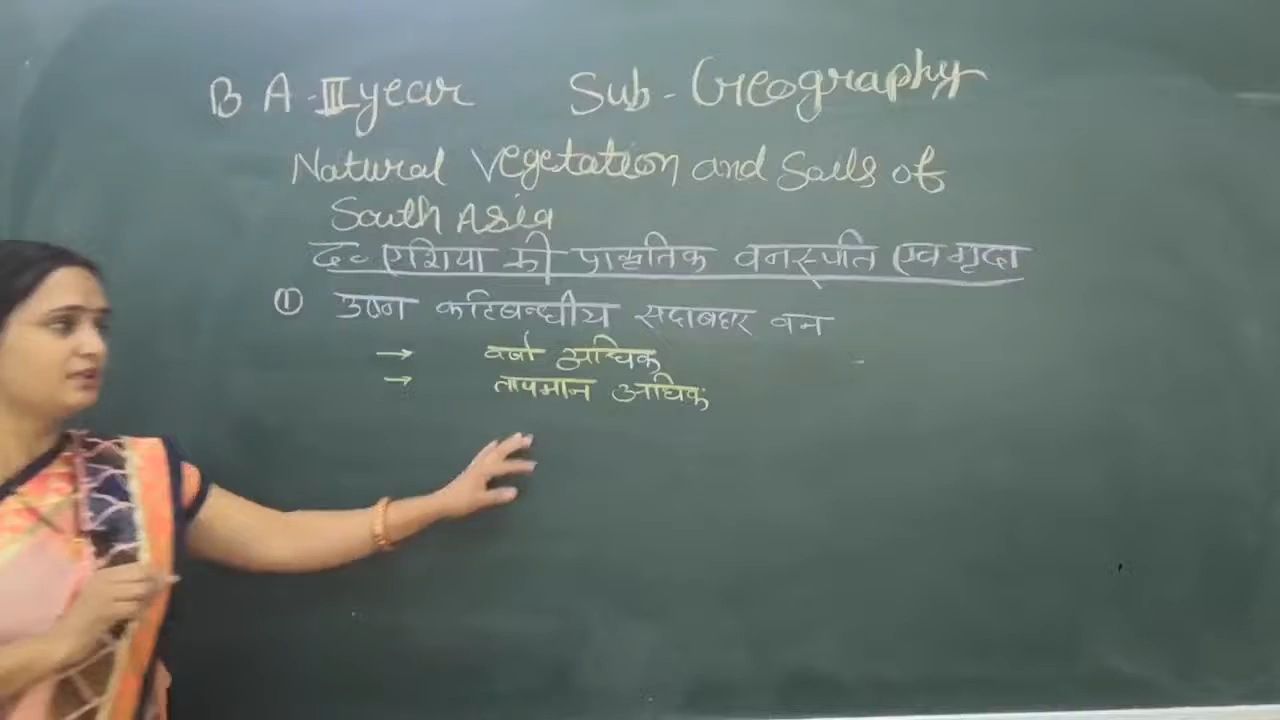 B A - III year Sub - Geography
Natural Vegetation and Soils of
South Asia
द० एशिया की प्राकृतिक वनस्पति एवं मृदा
① उष्ण कटिबन्धीय सदाबहार वन
→ वर्षा अधिक
→ तापमान अधिक